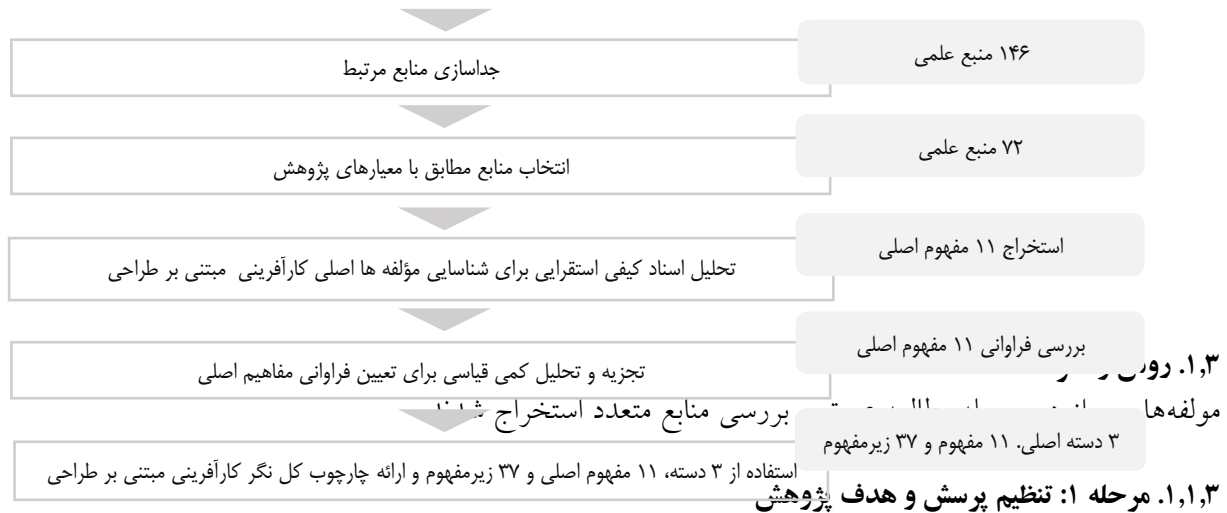 ۱۴۶ منبع علمی
جداسازی منابع مرتبط
۷۲ منبع علمی
انتخاب منابع مطابق با معیارهای پژوهش
استخراج ۱۱ مفهوم اصلی
تحلیل اسناد کیفی استقرایی برای شناسایی مؤلفه ها اصلی کارآفرینی مبتنی بر طراحی
بررسی فراوانی ۱۱ مفهوم اصلی
تجزیه و تحلیل کمی قیاسی برای تعیین فراوانی مفاهیم اصلی
۱,۳. روش
مولفه‌ها بررسی منابع متعدد استخراج شدند
۳ دسته اصلی. ۱۱ مفهوم و ۳۷ زیرمفهوم
استفاده از ۳ دسته، ۱۱ مفهوم اصلی و ۳۷ زیرمفهوم و ارائه چارچوب کل نگر کارآفرینی مبتنی بر طراحی
۱,۱,۳. مرحله ۱: تنظیم پرسش و هدف پژوهش